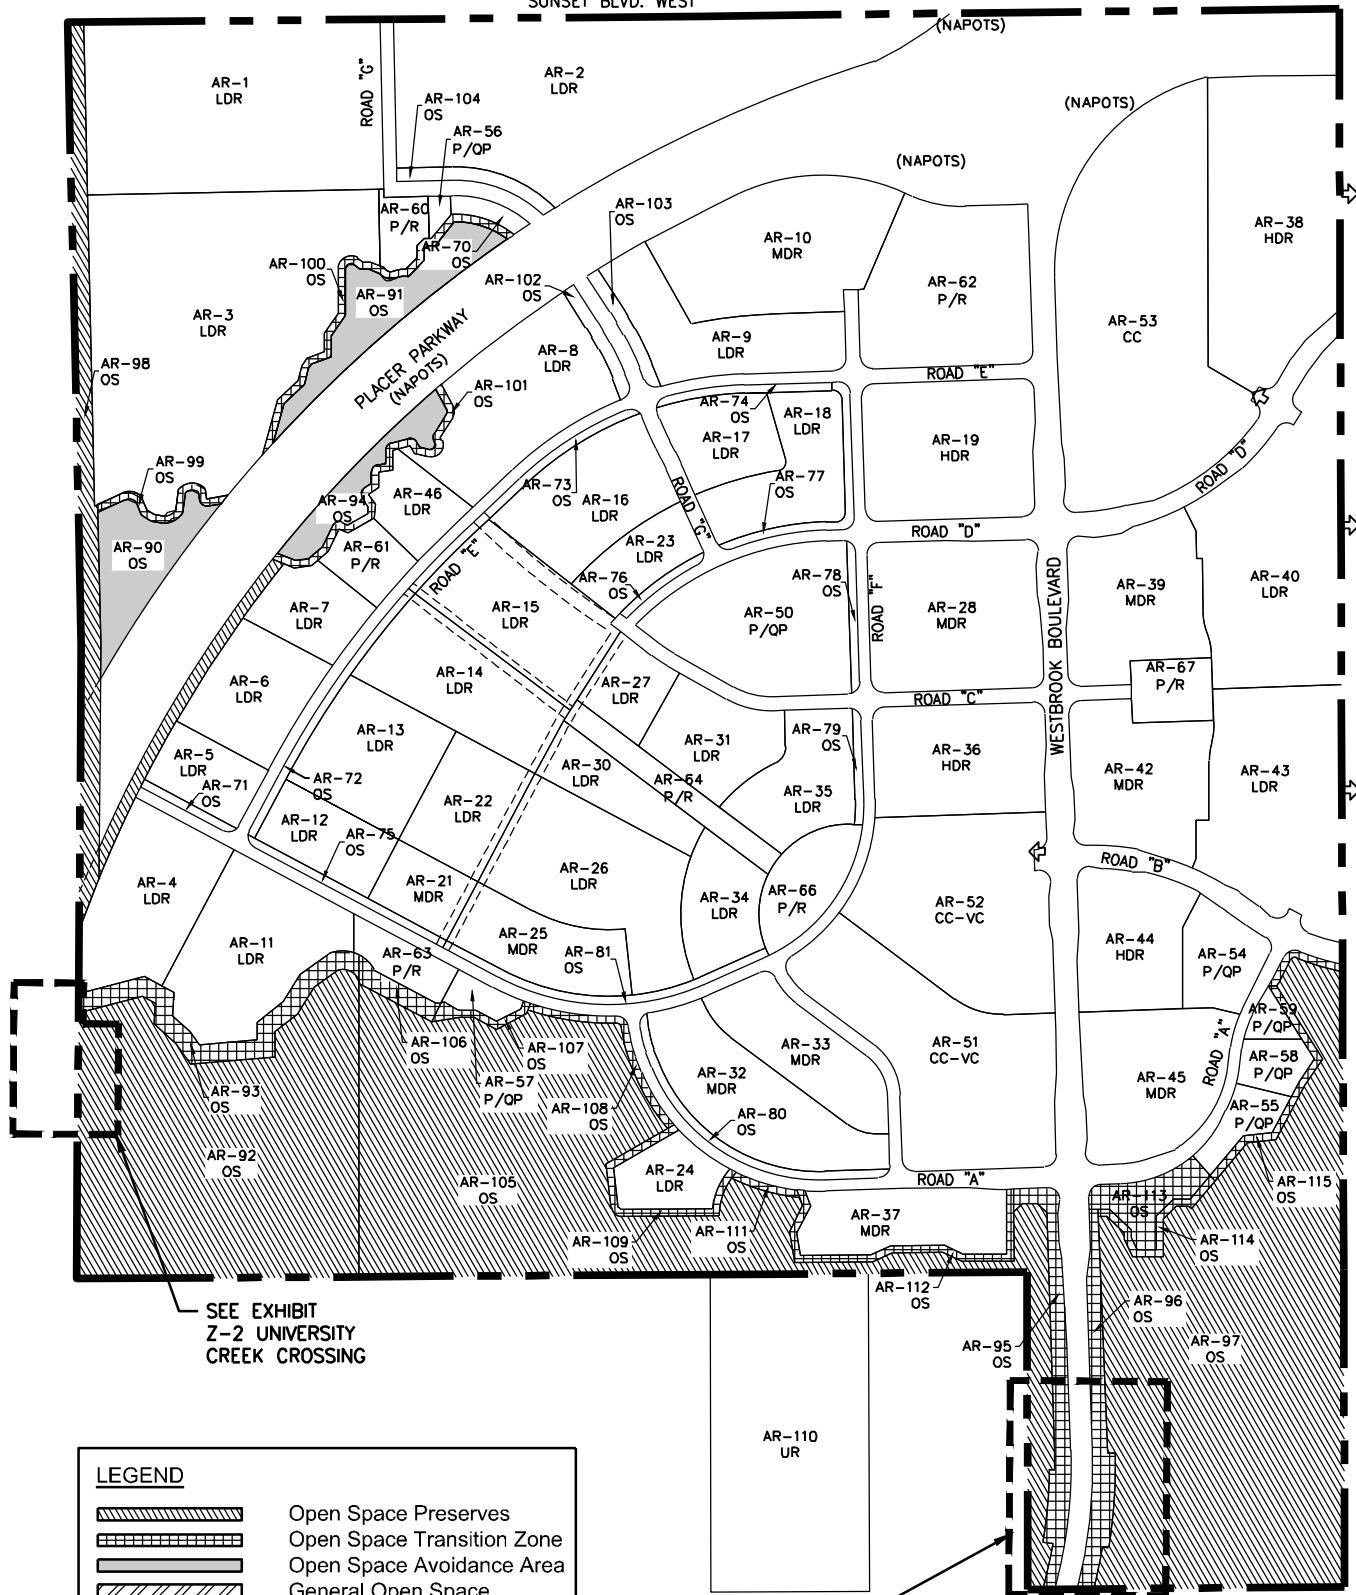 SUNSET BLVD. WEST
(NAPOTS)
AR-1
LDR
ROAD "G"
AR-2
LDR
AR-104
OS
AR-56
P/QP
(NAPOTS)
(NAPOTS)
AR-38
HDR
AR-60
P/R
AR-103
OS
AR-70
OS
AR-10
MDR
AR-62
P/R
AR-100
OS
AR-91
OS
AR-102
OS
AR-3
LDR
PLACER PARKWAY
(NAPOTS)
AR-8
LDR
AR-9
LDR
AR-53
CC
AR-98
OS
ROAD "E"
AR-101
OS
AR-74
OS
AR-18
LDR
AR-17
LDR
AR-19
HDR
AR-99
OS
AR-46
LDR
AR-94
OS
AR-73
OS
AR-16
LDR
AR-77
OS
ROAD "G"
ROAD "D"
AR-90
OS
AR-61
P/R
AR-23
LDR
ROAD "D"
ROAD "E"
AR-76
OS
AR-78
OS
AR-7
LDR
AR-15
LDR
AR-50
P/QP
ROAD "F"
AR-28
MDR
WESTBROOK BOULEVARD
AR-39
MDR
AR-40
LDR
AR-6
LDR
AR-14
LDR
AR-27
LDR
ROAD "C"
AR-67
P/R
AR-5
LDR
AR-13
LDR
AR-31
LDR
AR-79
OS
AR-36
HDR
AR-42
MDR
AR-43
LDR
AR-71
OS
AR-72
OS
AR-30
LDR
AR-64
P/R
AR-35
LDR
AR-12
LDR
AR-22
LDR
AR-75
OS
AR-4
LDR
AR-21
MDR
AR-26
LDR
AR-34
LDR
AR-66
P/R
AR-52
CC-VC
ROAD "B"
AR-11
LDR
AR-63
P/R
AR-25
MDR
AR-81
OS
AR-44
HDR
AR-54
P/QP
AR-59
P/QP
AR-106
OS
AR-107
OS
AR-33
MDR
AR-51
CC-VC
ROAD "A"
AR-58
P/QP
AR-93
OS
AR-57
P/QP
AR-108
OS
AR-32
MDR
AR-80
OS
AR-45
MDR
AR-55
P/QP
AR-92
OS
AR-105
OS
AR-24
LDR
ROAD "A"
AR-113
OS
AR-115
OS
AR-109
OS
AR-111
OS
AR-37
MDR
AR-114
OS
AR-112
OS
SEE EXHIBIT
Z-2 UNIVERSITY
CREEK CROSSING
AR-95
OS
AR-96
OS
AR-97
OS
AR-110
UR
LEGEND
Open Space Preserves
Open Space Transition Zone
Open Space Avoidance Area
General Open Space